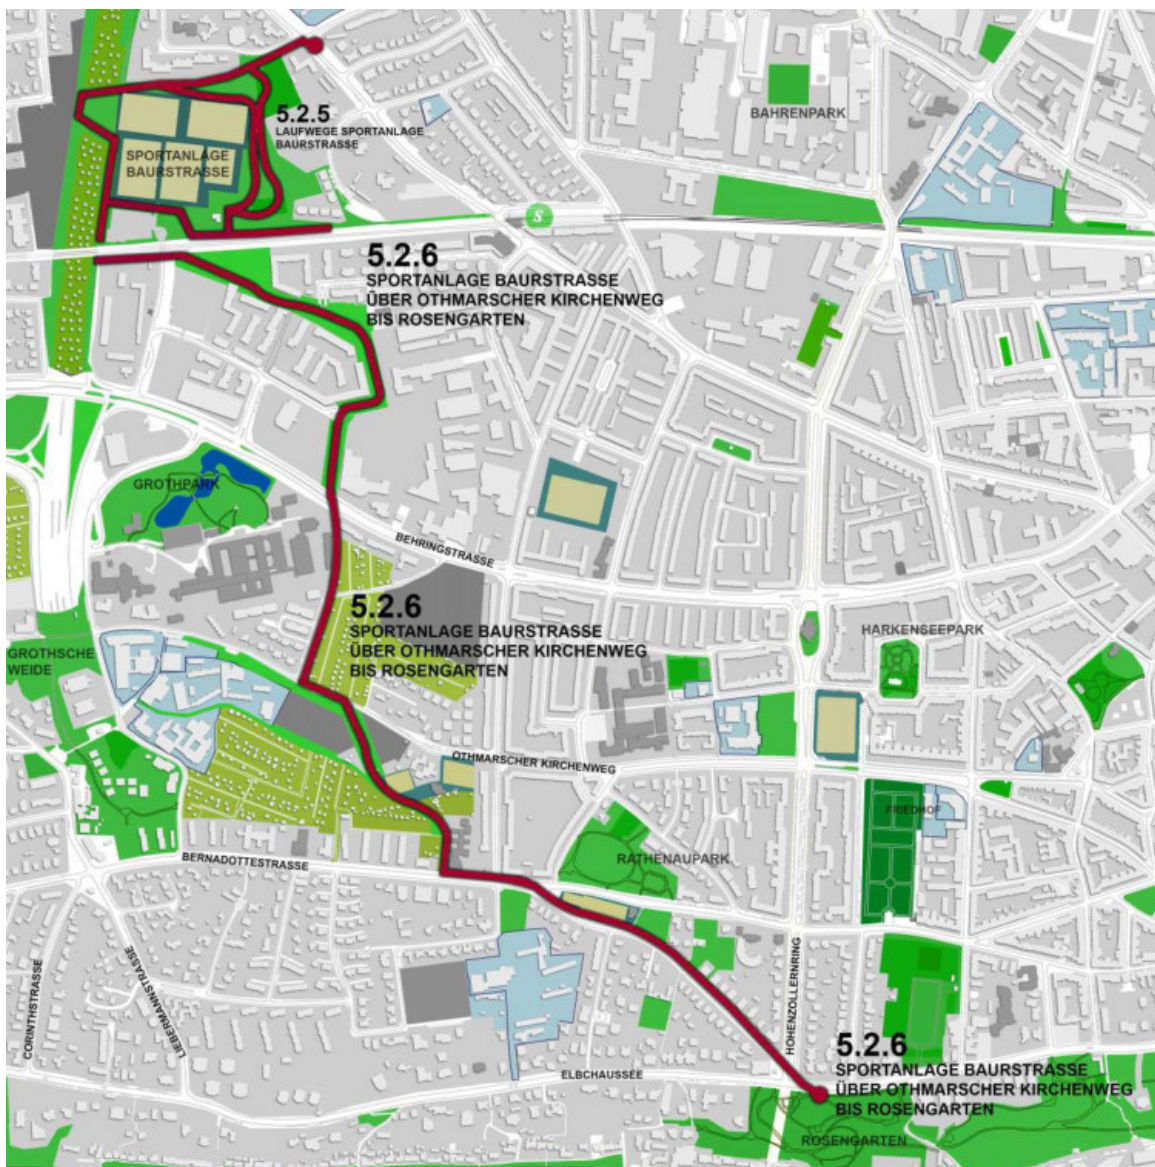 5.2.5
LAUFWEGE SPORTANLAGE
BAURSTRASSE
BAHRENPARK
SPORTANLAGE
BAURSTRASSE
S
5.2.6
SPORTANLAGE BAURSTRASSE
ÜBER OTHMARSCHER KIRCHENWEG
BIS ROSENGARTEN
GROTHPARK
BEHRINGSTRASSE
5.2.6
SPORTANLAGE BAURSTRASSE
ÜBER OTHMARSCHER KIRCHENWEG
BIS ROSENGARTEN
HARKENSEEPARK
GROTHSCHE
WEIDE
OTHMARSCHER KIRCHENWEG
FRIEDHOF
BERNADOTTESTRASSE
RATHENAUPARK
CORINTHSTRASSE
LIEBERMANNSTRASSE
HOHENZOLLERNRING
ELBCHAUSSEE
5.2.6
SPORTANLAGE BAURSTRASSE
ÜBER OTHMARSCHER KIRCHENWEG
BIS ROSENGARTEN
ROSENGARTEN